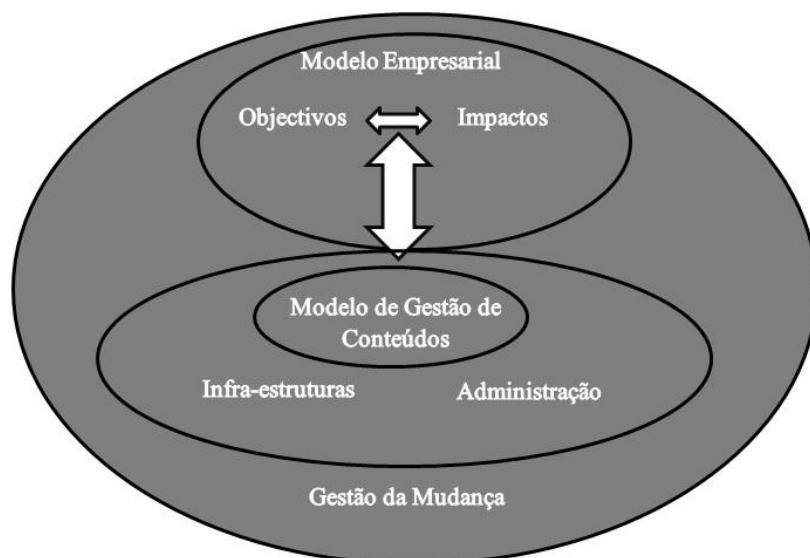 Modelo Empresarial
Objectivos Impactos
Modelo de Gestão de
Conteúdos
Infra-estruturas Administração
Gestão da Mudança